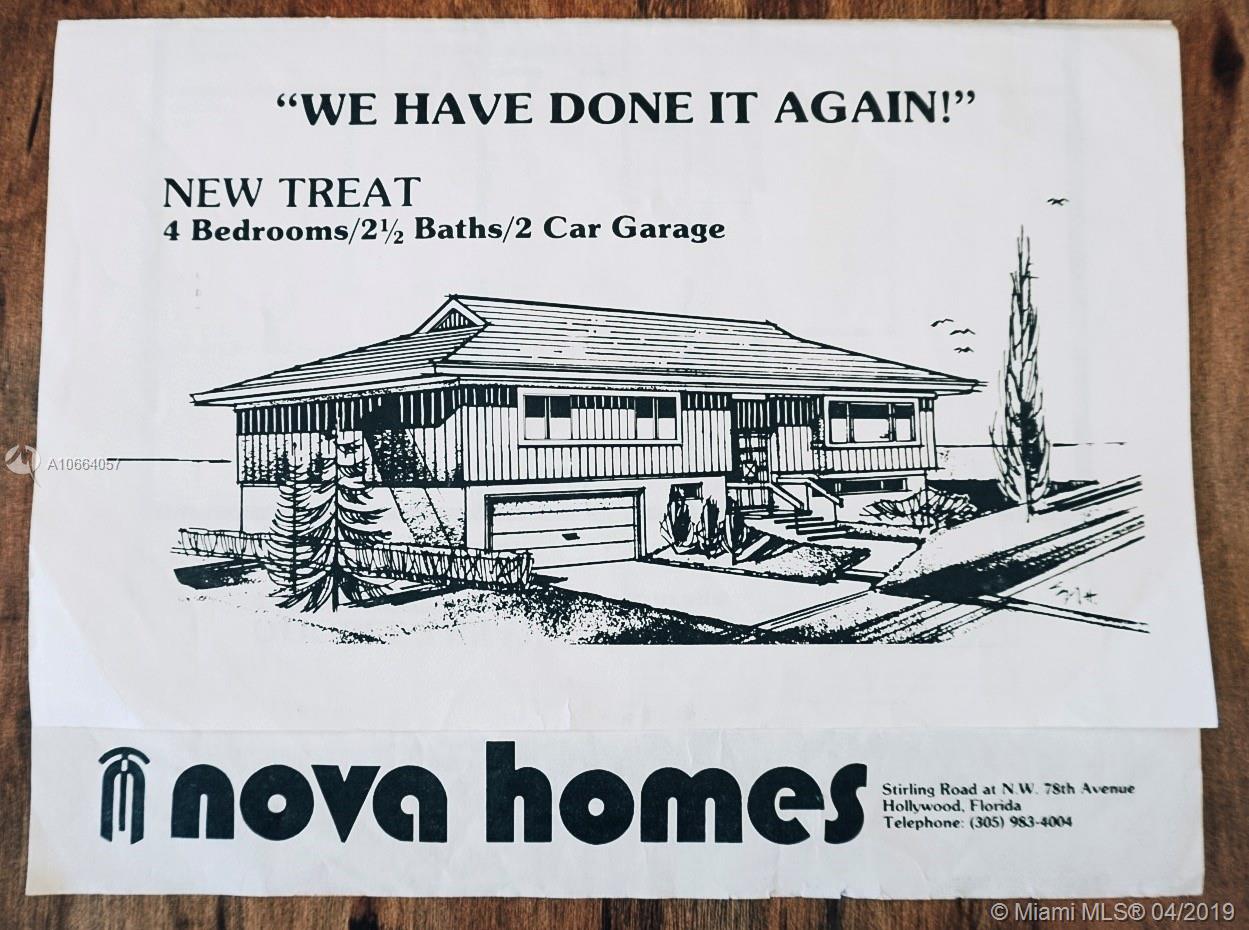 “WE HAVE DONE IT AGAIN!”
NEW TREAT
4 Bedrooms/2½ Baths/2 Car Garage
A10664057
nova homes
Stirling Road at N.W. 78th Avenue
Hollywood, Florida
Telephone: (305) 983-4004
© Miami MLS® 04/2019